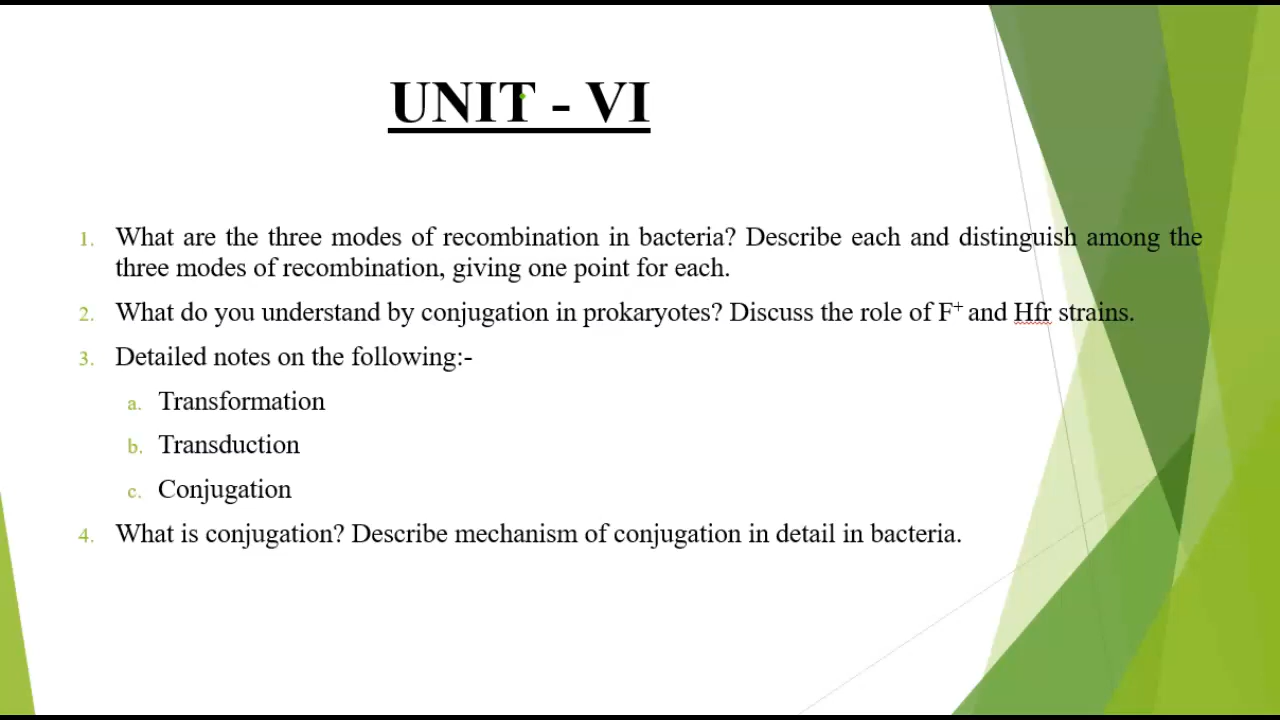 UNIT - VI
1. What are the three modes of recombination in bacteria? Describe each and distinguish among the
three modes of recombination, giving one point for each.
2. What do you understand by conjugation in prokaryotes? Discuss the role of F⁺ and Hfr strains.
3. Detailed notes on the following:-
a. Transformation
b. Transduction
c. Conjugation
4. What is conjugation? Describe mechanism of conjugation in detail in bacteria.